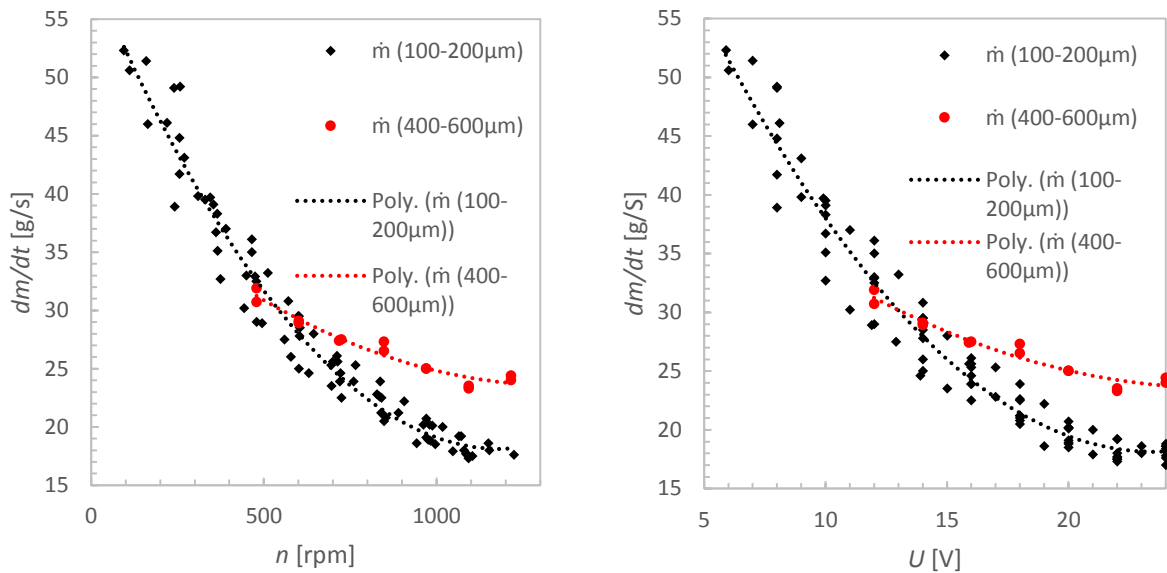 55
50
45
40
35
30
25
20
15
dm/dt [g/s]
0
500
1000
n [rpm]
ṁ (100-200µm)
ṁ (400-600µm)
Poly. (ṁ (100-
200µm))
Poly. (ṁ (400-
600µm))
55
50
45
40
35
30
25
20
15
dm/dt [g/S]
5
10
15
20
U [V]
ṁ (100-200µm)
ṁ (400-600µm)
Poly. (ṁ (100-
200µm))
Poly. (ṁ (400-
600µm))